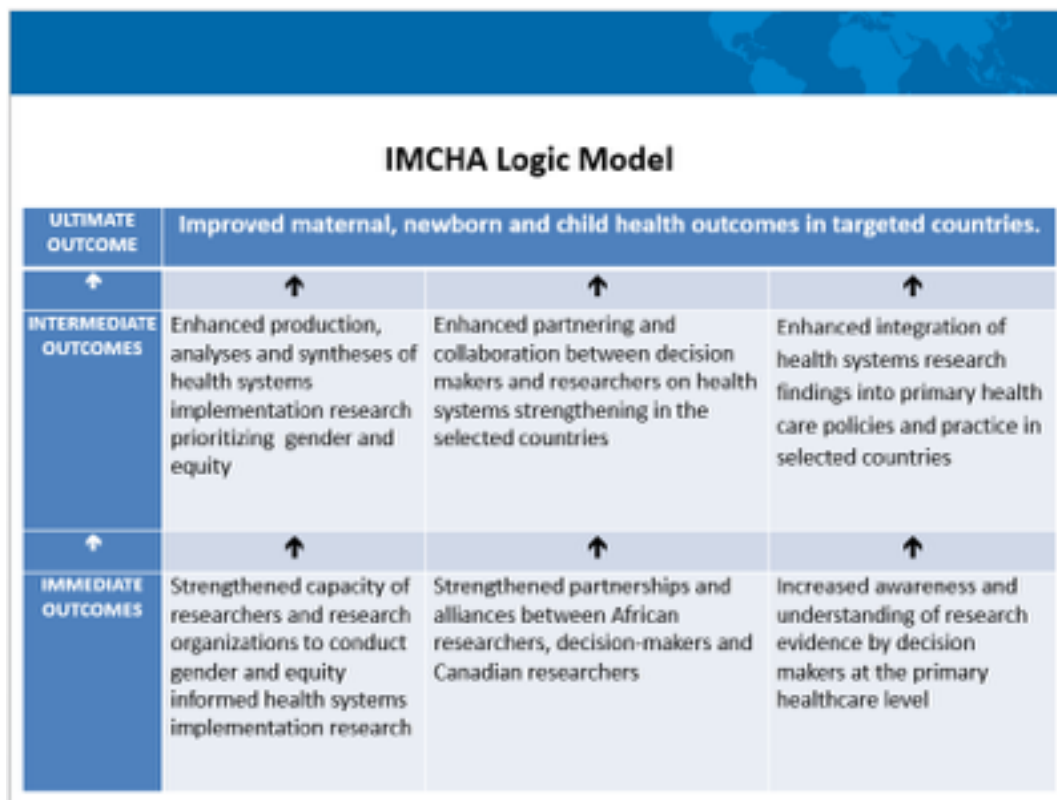 IMCHA Logic Model
ULTIMATE
OUTCOME
Improved maternal, newborn and child health outcomes in targeted countries.
INTERMEDIATE
OUTCOMES
Enhanced production,
analyses and syntheses of
health systems
implementation research
prioritizing gender and
equity
Enhanced partnering and
collaboration between decision
makers and researchers on health
systems strengthening in the
selected countries
Enhanced integration of
health systems research
findings into primary health
care policies and practice in
selected countries
IMMEDIATE
OUTCOMES
Strengthened capacity of
researchers and research
organizations to conduct
gender and equity
informed health systems
implementation research
Strengthened partnerships and
alliances between African
researchers, decision-makers and
Canadian researchers
Increased awareness and
understanding of research
evidence by decision
makers at the primary
healthcare level